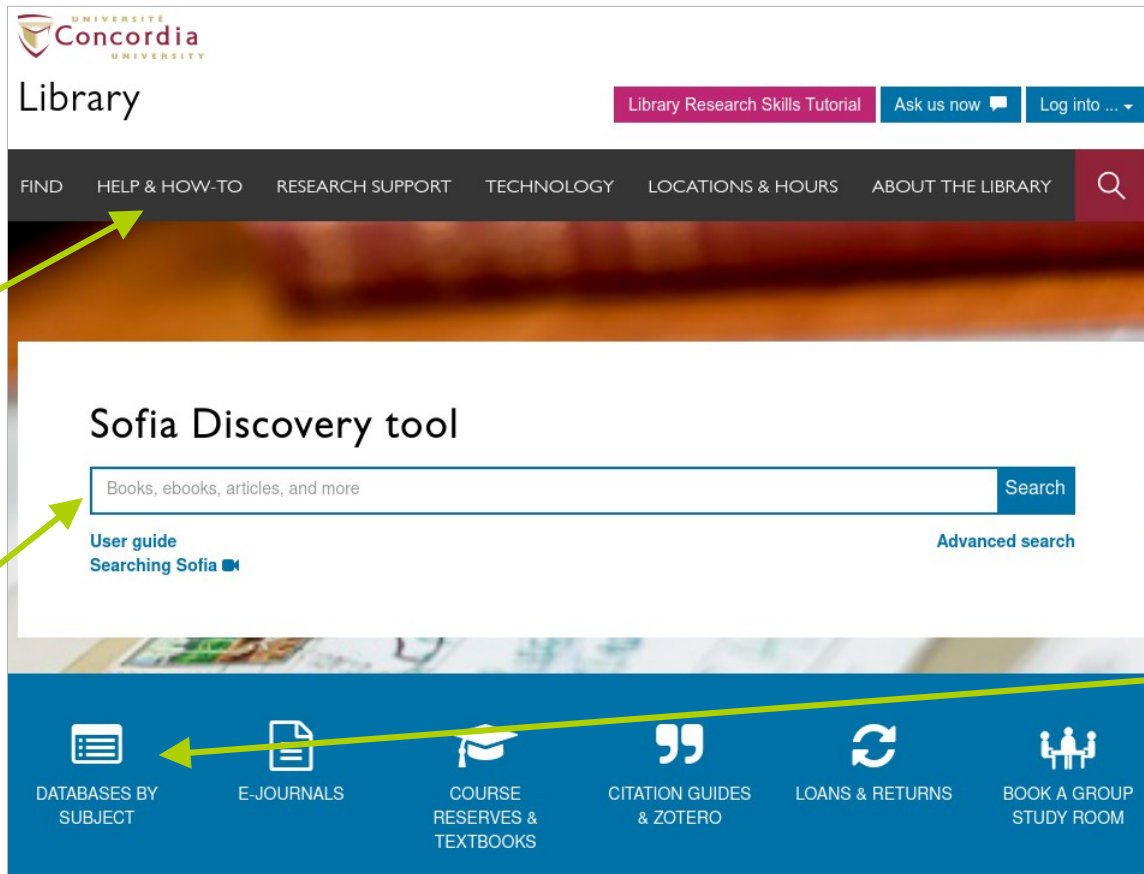 UNIVERSITÉ
Concordia
UNIVERSITY
Library
Library Research Skills Tutorial Ask us now Log into ...
FIND HELP & HOW-TO RESEARCH SUPPORT TECHNOLOGY LOCATIONS & HOURS ABOUT THE LIBRARY
Sofia Discovery tool
Books, ebooks, articles, and more Search
User guide Advanced search
Searching Sofia
DATABASES BY E-JOURNALS COURSE CITATION GUIDES LOANS & RETURNS BOOK A GROUP
SUBJECT RESERVES & & ZOTERO STUDY ROOM
TEXTBOOKS